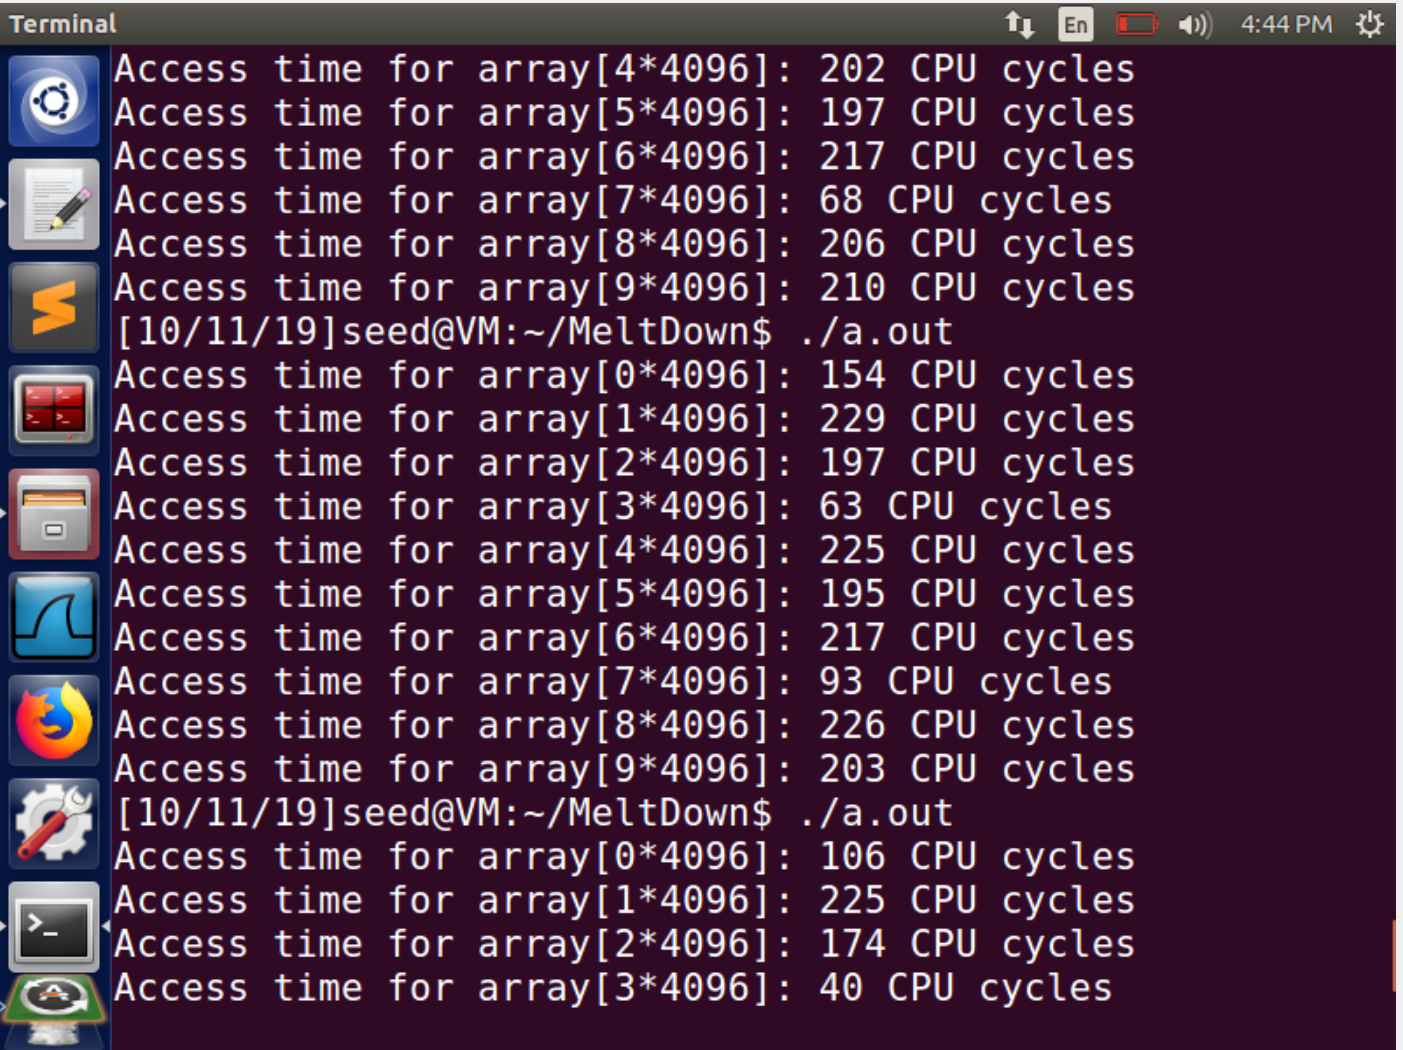 Terminal En 4:44 PM
Access time for array[4*4096]: 202 CPU cycles
Access time for array[5*4096]: 197 CPU cycles
Access time for array[6*4096]: 217 CPU cycles
Access time for array[7*4096]: 68 CPU cycles
Access time for array[8*4096]: 206 CPU cycles
Access time for array[9*4096]: 210 CPU cycles
[10/11/19]seed@VM:~/MeltDown$ ./a.out
Access time for array[0*4096]: 154 CPU cycles
Access time for array[1*4096]: 229 CPU cycles
Access time for array[2*4096]: 197 CPU cycles
Access time for array[3*4096]: 63 CPU cycles
Access time for array[4*4096]: 225 CPU cycles
Access time for array[5*4096]: 195 CPU cycles
Access time for array[6*4096]: 217 CPU cycles
Access time for array[7*4096]: 93 CPU cycles
Access time for array[8*4096]: 226 CPU cycles
Access time for array[9*4096]: 203 CPU cycles
[10/11/19]seed@VM:~/MeltDown$ ./a.out
Access time for array[0*4096]: 106 CPU cycles
Access time for array[1*4096]: 225 CPU cycles
Access time for array[2*4096]: 174 CPU cycles
Access time for array[3*4096]: 40 CPU cycles